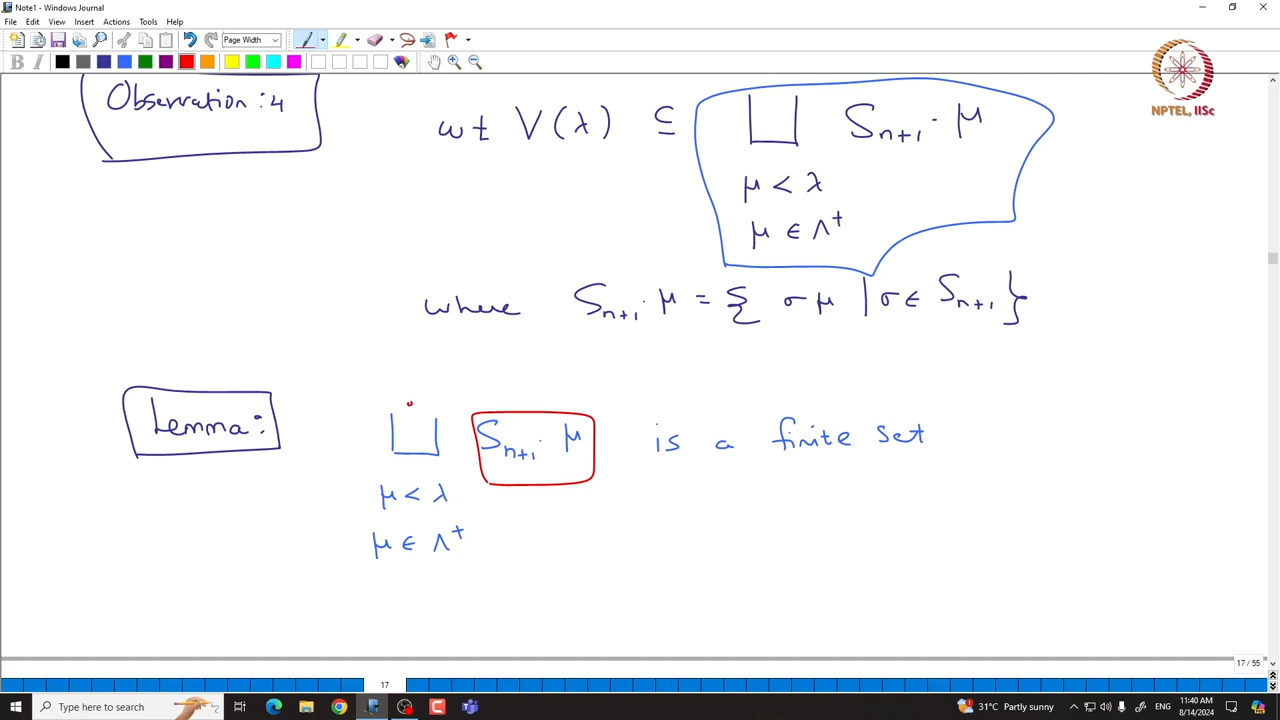 Note1 - Windows Journal
File Edit View Insert Actions Tools Help
Page Width
B I
NPTEL, IISc
Observation : 4
wt V(λ) ⊆ ⊔ Sn+1 · μ
μ < λ
μ ∈ Λ+
where Sn+1 · μ = { σμ | σ ∈ Sn+1 }
Lemma :
⊔ Sn+1 · μ is a finite set
μ < λ
μ ∈ Λ+
17 / 55
17
Type here to search
31°C Partly sunny
ENG
11:40 AM
8/14/2024